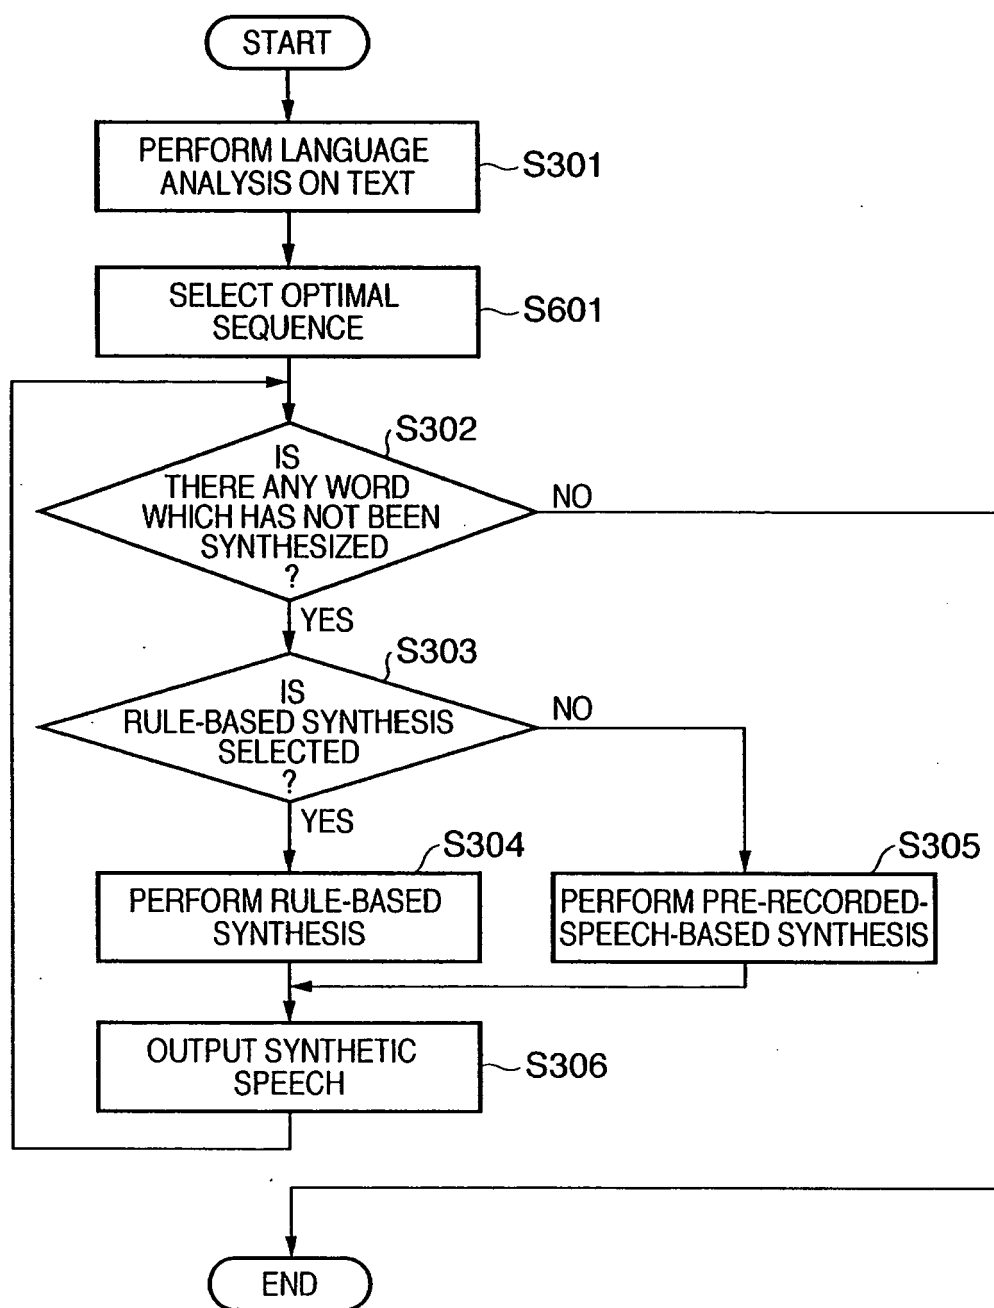 START
PERFORM LANGUAGE
ANALYSIS ON TEXT
S301
SELECT OPTIMAL
SEQUENCE
S601
S302
IS
THERE ANY WORD
WHICH HAS NOT BEEN
SYNTHESIZED
?
NO
YES
S303
IS
RULE-BASED SYNTHESIS
SELECTED
?
NO
YES
S304
PERFORM RULE-BASED
SYNTHESIS
S305
PERFORM PRE-RECORDED-
SPEECH-BASED SYNTHESIS
OUTPUT SYNTHETIC
SPEECH
S306
END